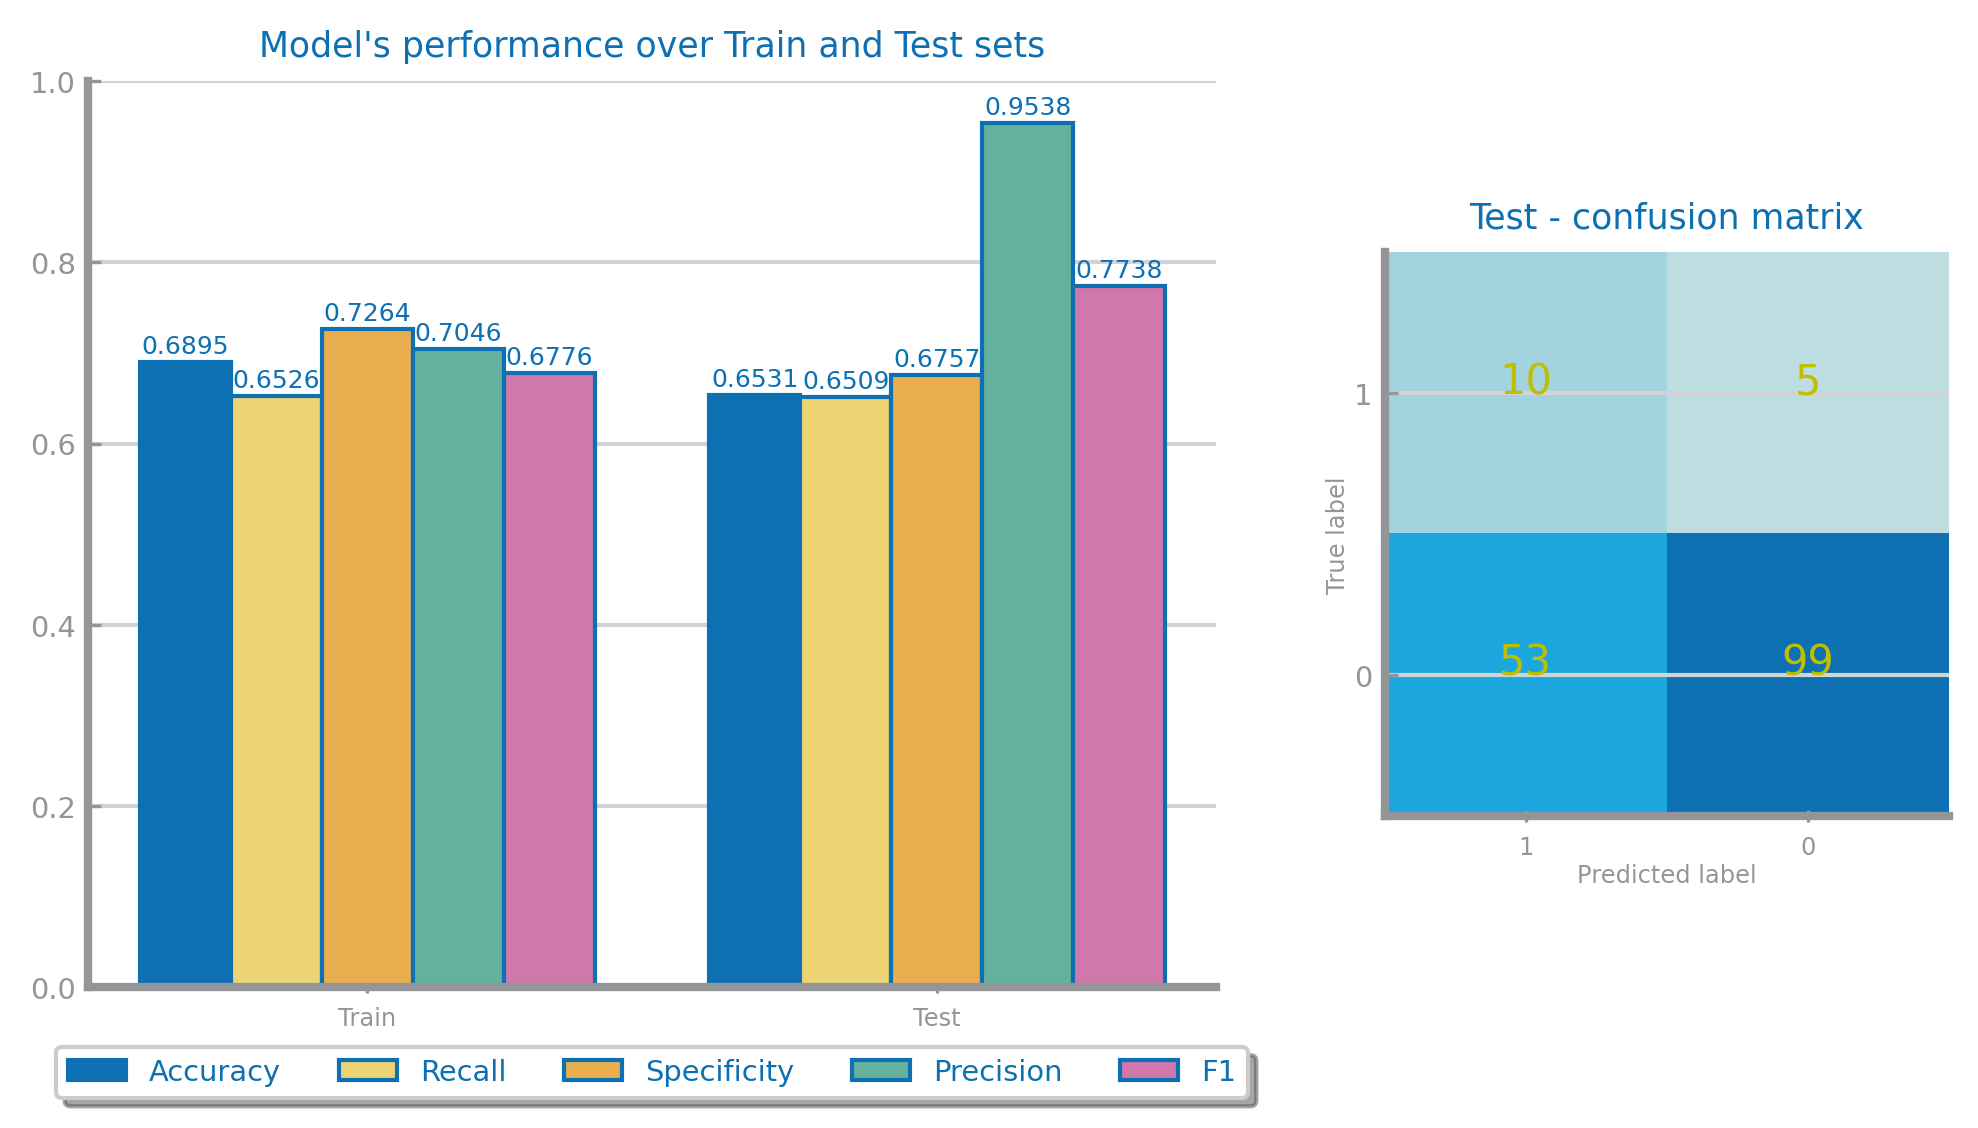 Model's performance over Train and Test sets
1.0
0.8
0.6
0.4
0.2
0.0
0.6895
0.6526
0.7264
0.7046
0.6776
0.6531
0.6509
0.6757
0.9538
0.7738
Train
Test
Accuracy
Recall
Specificity
Precision
F1
Test - confusion matrix
True label
1
0
10
5
53
99
1
0
Predicted label